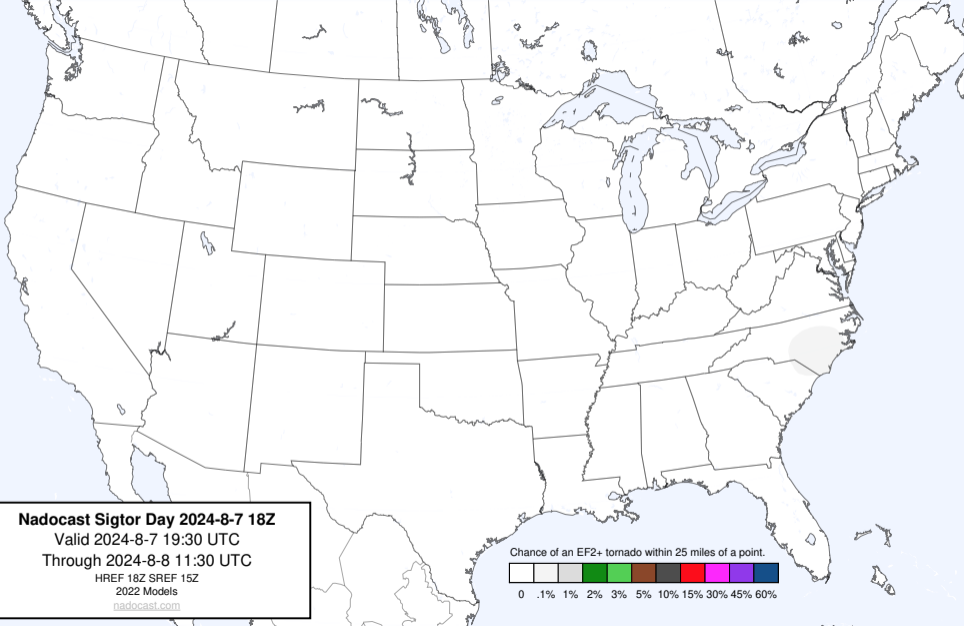 Nadocast Sigtor Day 2024-8-7 18Z
Valid 2024-8-7 19:30 UTC
Through 2024-8-8 11:30 UTC
HREF 18Z SREF 15Z
2022 Models
nadocast.com
Chance of an EF2+ tornado within 25 miles of a point.
0 .1% 1% 2% 3% 5% 10% 15% 30% 45% 60%